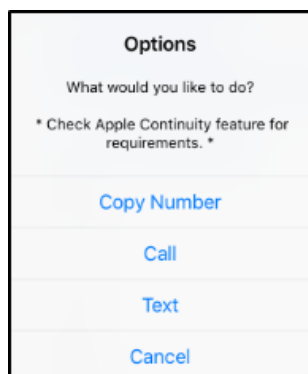 Options
What would you like to do?
* Check Apple Continuity feature for
requirements. *
Copy Number
Call
Text
Cancel